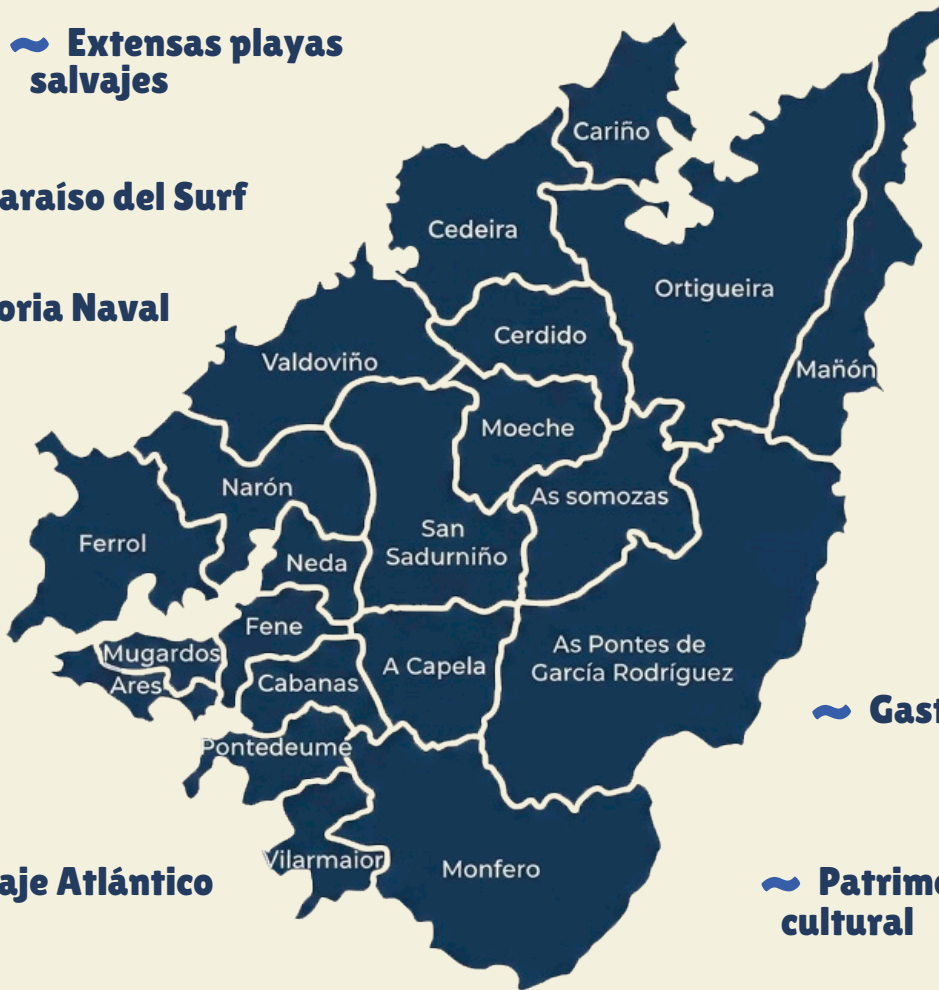 ~ Extensas playas
salvajes
Cariño
araíso del Surf
Cedeira
Ortigueira
oria Naval
Cerdido
Valdoviño
Mañón
Moeche
Narón
As somozas
San
Sadurniño
Ferrol
Neda
Fene
Mugardos
As Pontes de
García Rodríguez
A Capela
Ares
Cabanas
~ Gast
Pontedeume
Vilarmaior
Monfero
aje Atlántico
~ Patrimo
cultural